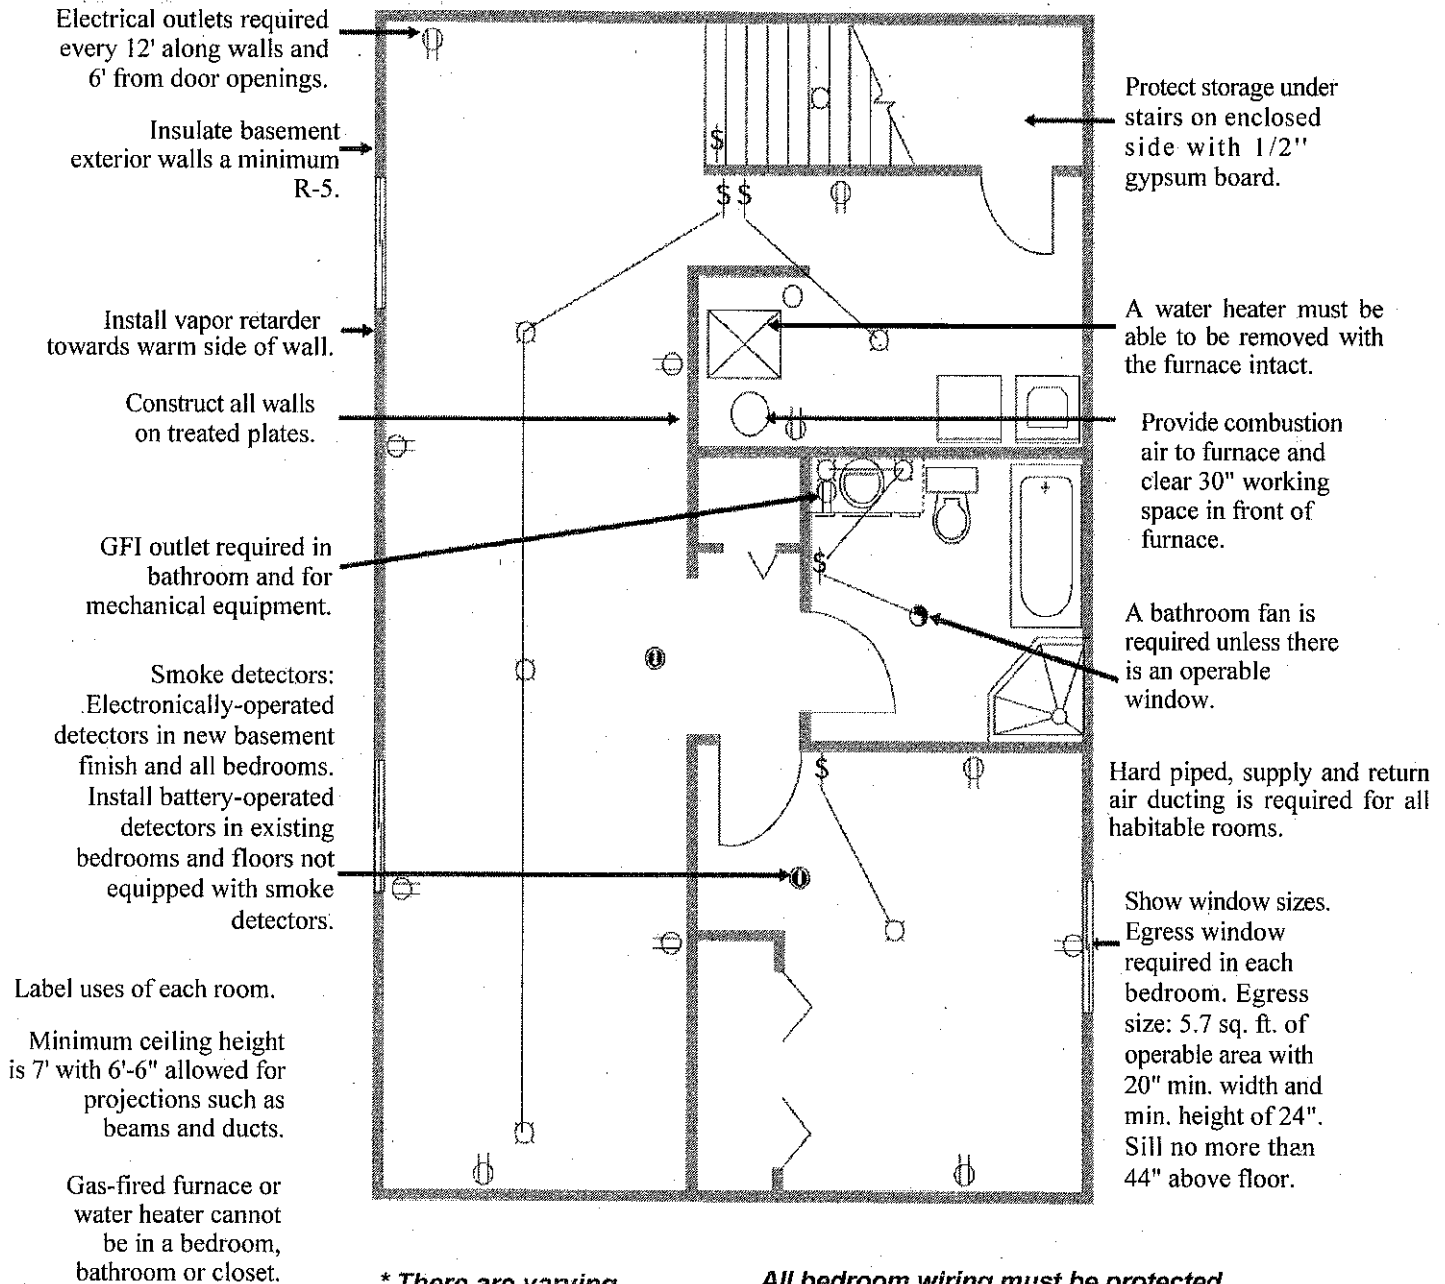 Electrical outlets required
every 12' along walls and
6' from door openings.
Insulate basement
exterior walls a minimum
R-5.
Install vapor retarder
towards warm side of wall.
Construct all walls
on treated plates.
GFI outlet required in
bathroom and for
mechanical equipment.
Smoke detectors:
Electronically-operated
detectors in new basement
finish and all bedrooms.
Install battery-operated
detectors in existing
bedrooms and floors not
equipped with smoke
detectors.
Label uses of each room.
Minimum ceiling height
is 7' with 6'-6" allowed for
projections such as
beams and ducts.
Gas-fired furnace or
water heater cannot
be in a bedroom,
bathroom or closet.
$
$ $
$
$
Protect storage under
stairs on enclosed
side with 1/2"
gypsum board.
A water heater must be
able to be removed with
the furnace intact.
Provide combustion
air to furnace and
clear 30" working
space in front of
furnace.
A bathroom fan is
required unless there
is an operable
window.
Hard piped, supply and return
air ducting is required for all
habitable rooms.
Show window sizes.
Egress window
required in each
bedroom. Egress
size: 5.7 sq. ft. of
operable area with
20" min. width and
min. height of 24".
Sill no more than
44" above floor.
* There are varying
All bedroom wiring must be protected